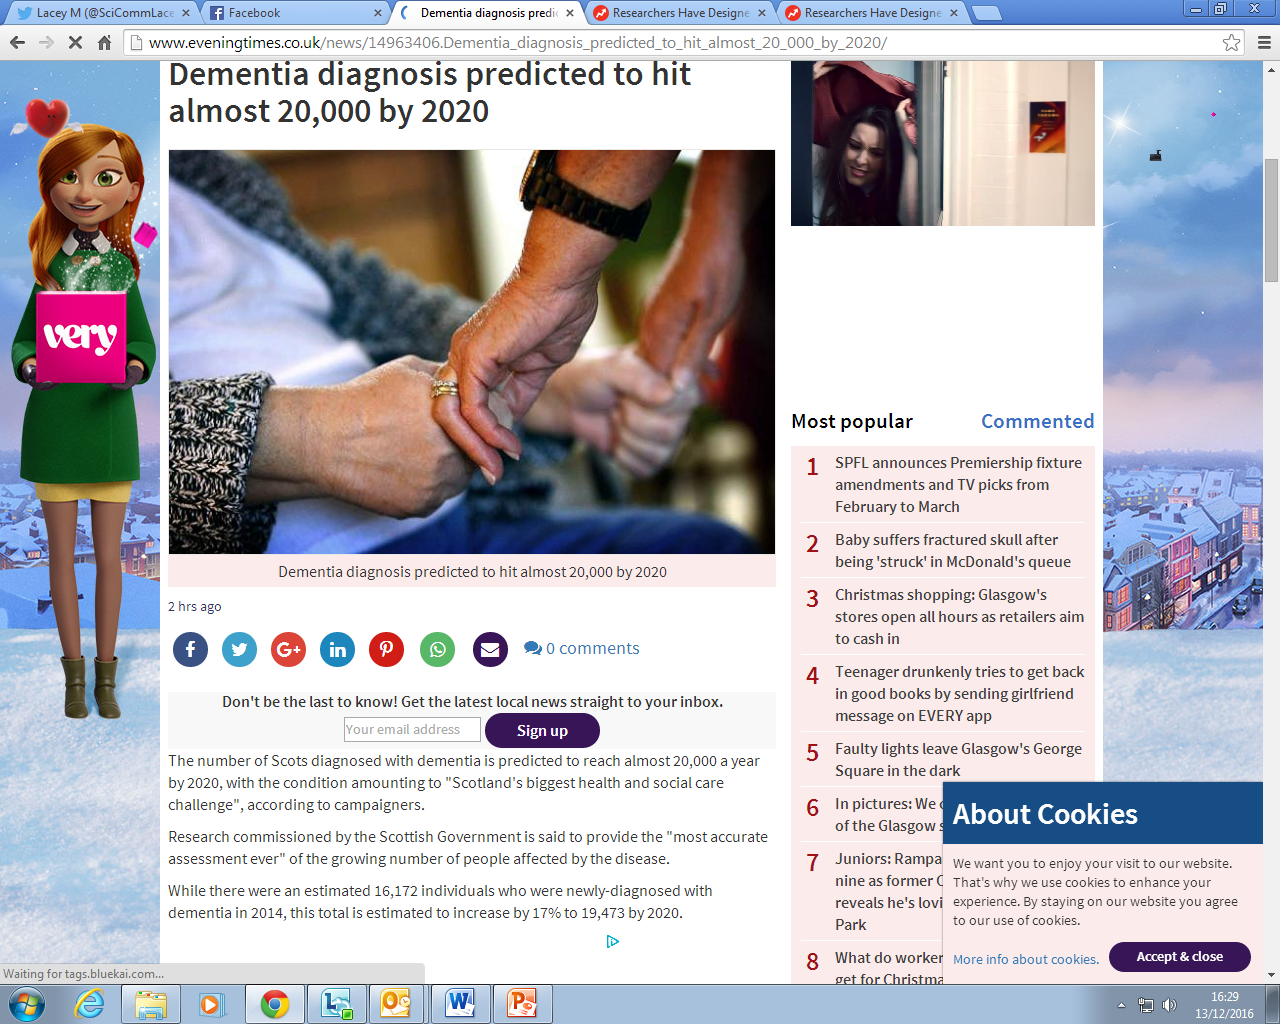 Lacey M (@SciCommLace
Facebook
Dementia diagnosis predi
Researchers Have Designe
Researchers Have Designe
www.eveningtimes.co.uk/news/14963406.Dementia_diagnosis_predicted_to_hit_almost_20_000_by_2020/
Dementia diagnosis predicted to hit
almost 20,000 by 2020
very
Dementia diagnosis predicted to hit almost 20,000 by 2020
2 hrs ago
0 comments
Don't be the last to know! Get the latest local news straight to your inbox.
Your email address
Sign up
The number of Scots diagnosed with dementia is predicted to reach almost 20,000 a year
by 2020, with the condition amounting to "Scotland's biggest health and social care
challenge", according to campaigners.
Research commissioned by the Scottish Government is said to provide the "most accurate
assessment ever" of the growing number of people affected by the disease.
While there were an estimated 16,172 individuals who were newly-diagnosed with
dementia in 2014, this total is estimated to increase by 17% to 19,473 by 2020.
Most popular
Commented
1 SPFL announces Premiership fixture
amendments and TV picks from
February to March
2 Baby suffers fractured skull after
being 'struck' in McDonald's queue
3 Christmas shopping: Glasgow's
stores open all hours as retailers aim
to cash in
4 Teenager drunkenly tries to get back
in good books by sending girlfriend
message on EVERY app
5 Faulty lights leave Glasgow's George
Square in the dark
6 In pictures: We
of the Glasgow
7 Juniors: Rampa
nine as former
reveals he's lovi
Park
8 What do worker
get for Christma
About Cookies
We want you to enjoy your visit to our website.
That's why we use cookies to enhance your
experience. By staying on our website you agree
to our use of cookies.
More info about cookies.
Accept & close
Waiting for tags.bluekai.com...
16:29
13/12/2016